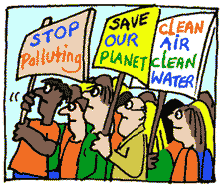 STOP
Polluting
SAVE
OUR
PLANET
CLEAN
AIR
CLEAN
WATER